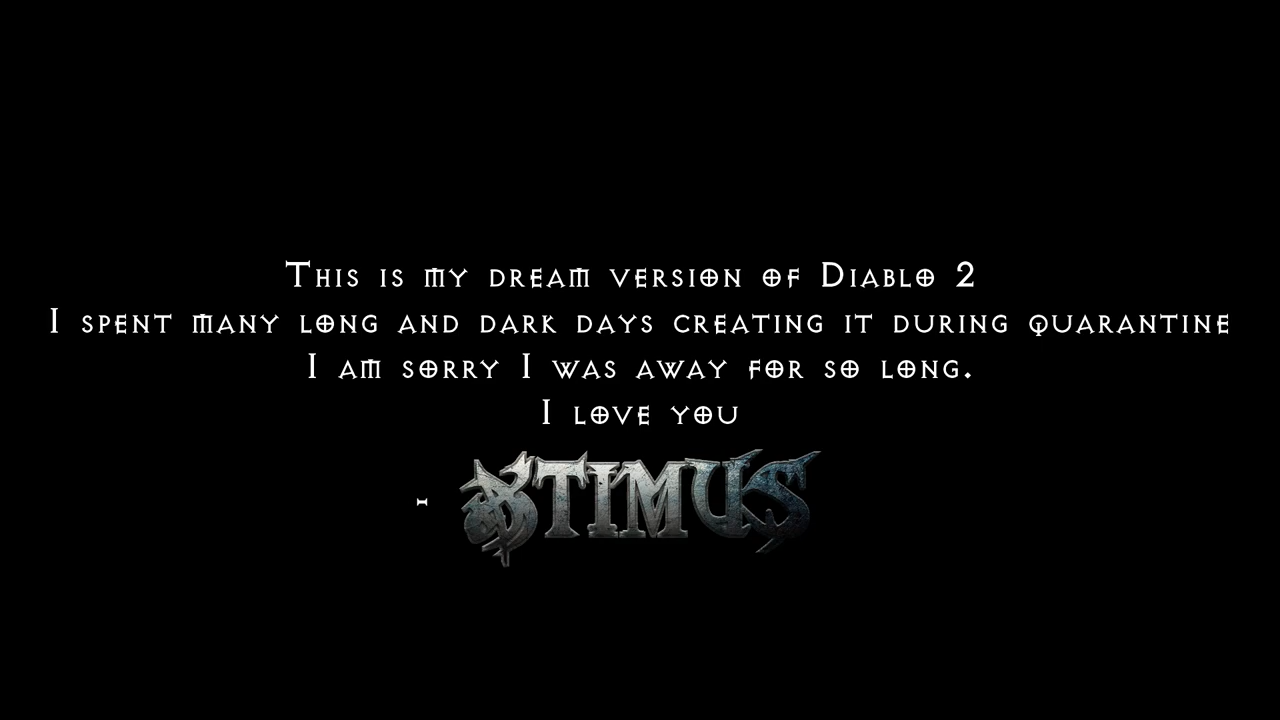 This is my dream version of Diablo 2
I spent many long and dark days creating it during quarantine
I am sorry I was away for so long.
I love you
- XTIMUS